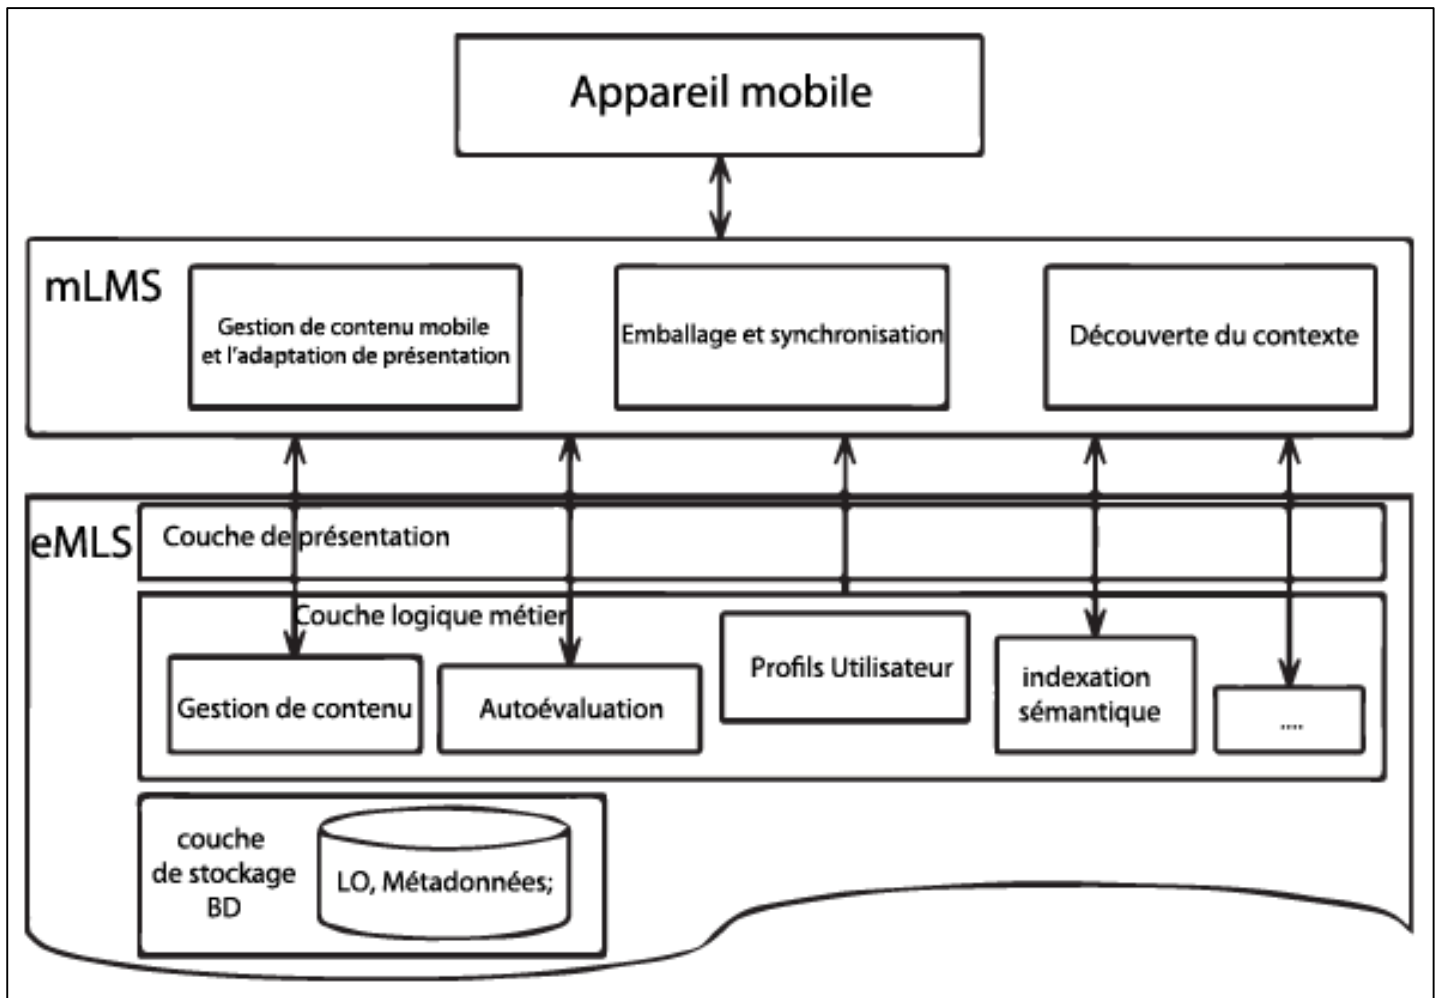 Appareil mobile
mLMS
Gestion de contenu mobile
et l'adaptation de présentation
Emballage et synchronisation
Découverte du contexte
eMLS
Couche de présentation
Couche logique métier
Gestion de contenu
Autoévaluation
Profils Utilisateur
indexation
sémantique
....
couche
de stockage
BD
LO, Métadonnées;